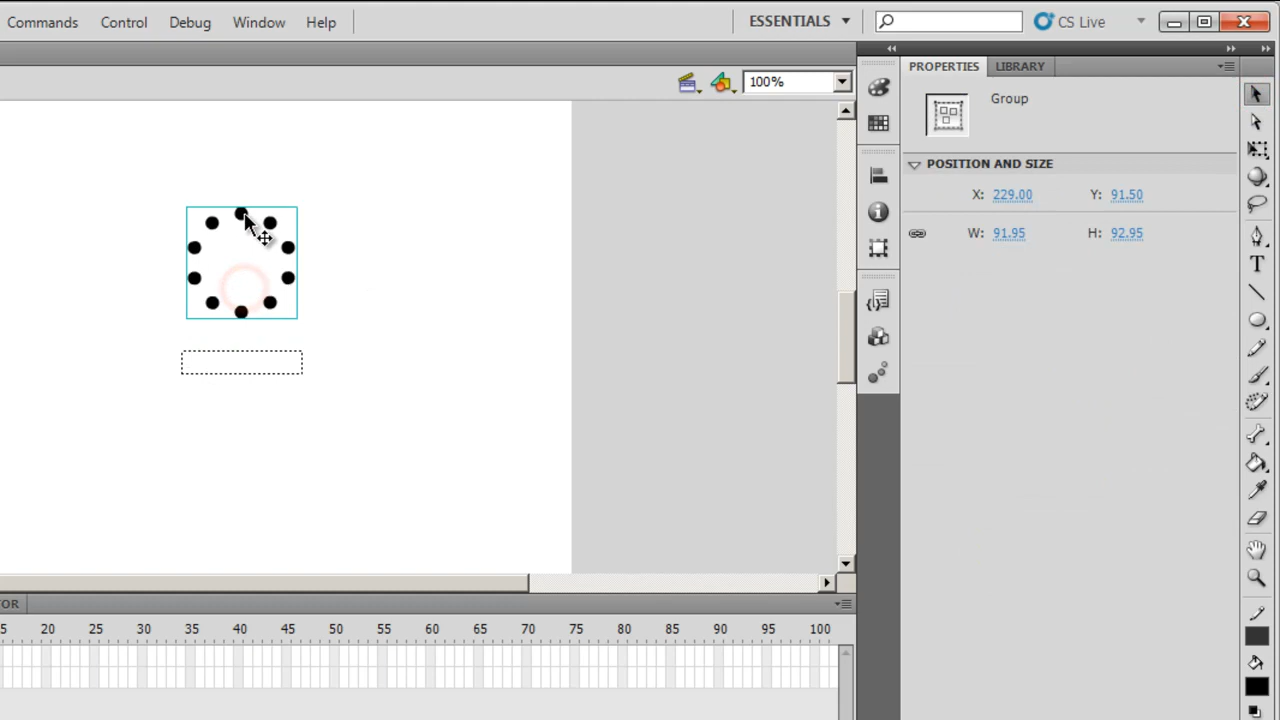 Commands Control Debug Window Help ESSENTIALS CS Live
PROPERTIES LIBRARY
100%
Group
POSITION AND SIZE
X: 229.00 Y: 91.50
W: 91.95 H: 92.95
OR
5 20 25 30 35 40 45 50 55 60 65 70 75 80 85 90 95 100